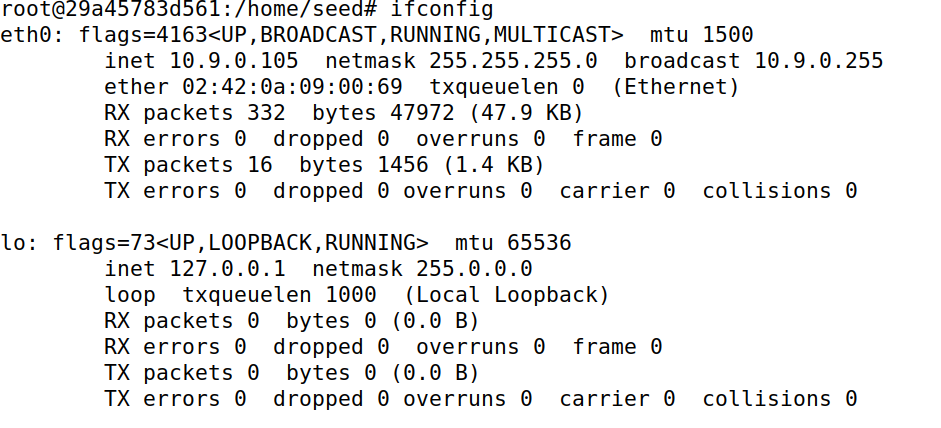 root@29a45783d561:/home/seed# ifconfig
eth0: flags=4163<UP,BROADCAST,RUNNING,MULTICAST>  mtu 1500
        inet 10.9.0.105  netmask 255.255.255.0  broadcast 10.9.0.255
        ether 02:42:0a:09:00:69  txqueuelen 0  (Ethernet)
        RX packets 332  bytes 47972 (47.9 KB)
        RX errors 0  dropped 0  overruns 0  frame 0
        TX packets 16  bytes 1456 (1.4 KB)
        TX errors 0  dropped 0 overruns 0  carrier 0  collisions 0

lo: flags=73<UP,LOOPBACK,RUNNING>  mtu 65536
        inet 127.0.0.1  netmask 255.0.0.0
        loop  txqueuelen 1000  (Local Loopback)
        RX packets 0  bytes 0 (0.0 B)
        RX errors 0  dropped 0  overruns 0  frame 0
        TX packets 0  bytes 0 (0.0 B)
        TX errors 0  dropped 0 overruns 0  carrier 0  collisions 0